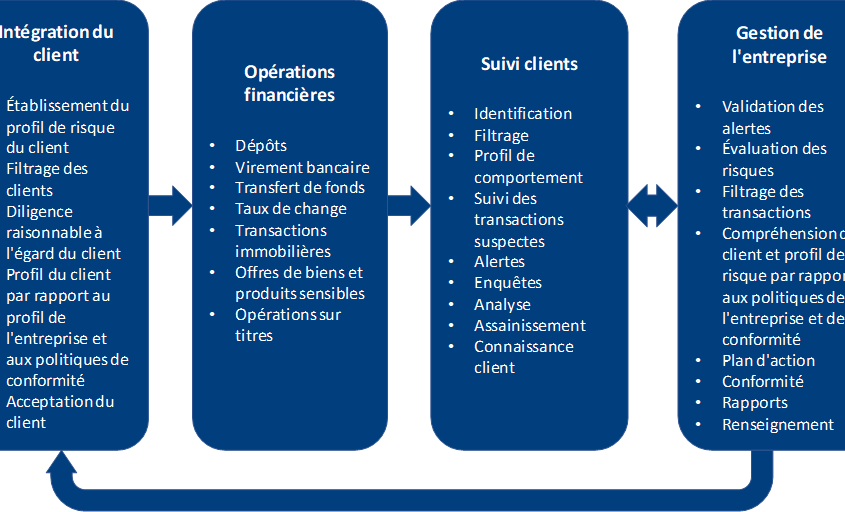 Intégration du
client
Établissement du
profil de risque
du client
Filtrage des
clients
Diligence
raisonnable à
l'égard du client
Profil du client
par rapport au
profil de
l'entreprise et
aux politiques de
conformité
Acceptation du
client
Opérations
financières
• Dépôts
• Virement bancaire
• Transfert de fonds
• Taux de change
• Transactions
immobilières
• Offres de biens et
produits sensibles
• Opérations sur
titres
Suivi clients
• Identification
• Filtrage
• Profil de
comportement
• Suivi des
transactions
suspectes
• Alertes
• Enquêtes
• Analyse
• Assainissement
• Connaissance
client
Gestion de
l'entreprise
• Validation des
alertes
• Évaluation des
risques
• Filtrage des
transactions
• Compréhension d
client et profil de
risque par rappor
aux politiques de
l'entreprise et de
conformité
• Plan d'action
• Conformité
• Rapports
• Renseignement